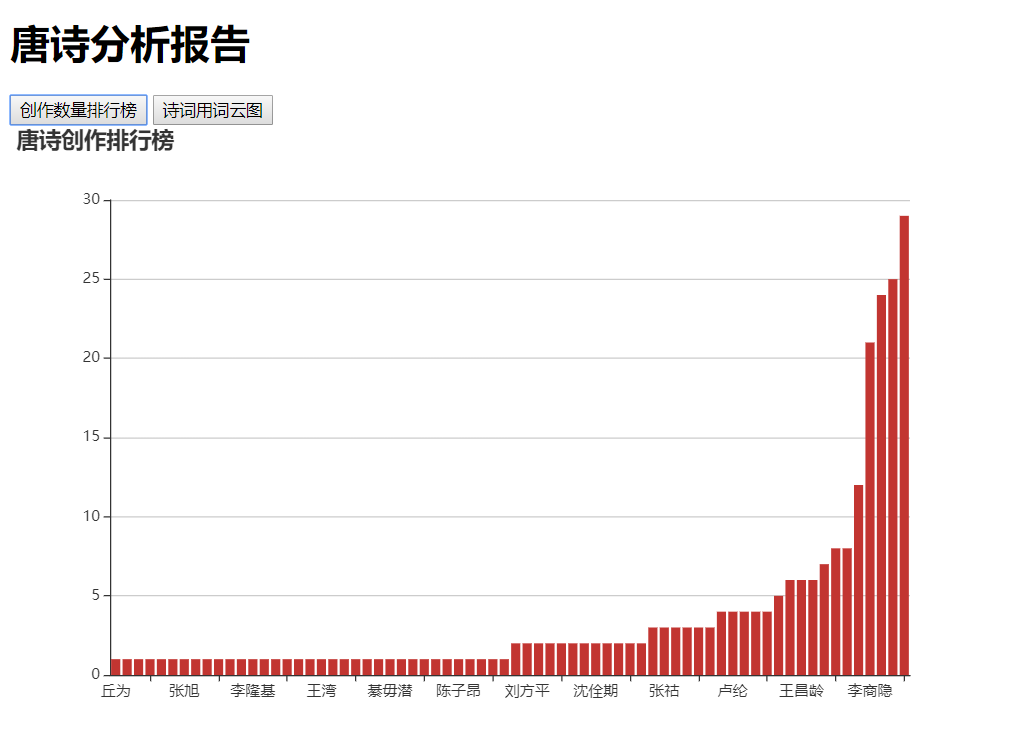 唐诗分析报告
创作数量排行榜 诗词用词云图
唐诗创作排行榜
30
25
20
15
10
5
0
丘为 张旭 李隆基 王湾 綦毋潜 陈子昂 刘方平 沈佺期 张祜 卢纶 王昌龄 李商隐